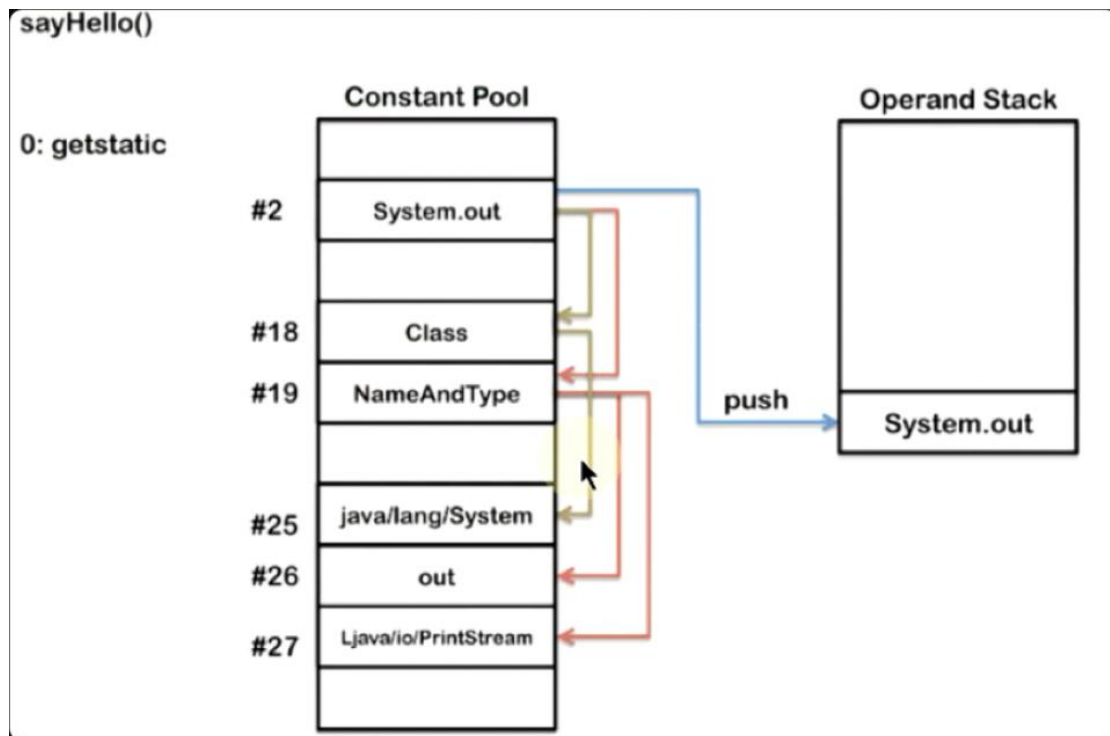 sayHello()
Constant Pool
Operand Stack
0: getstatic
#2
System.out
#18
Class
#19
NameAndType
push
System.out
#25
java/lang/System
#26
out
#27
Ljava/io/PrintStream